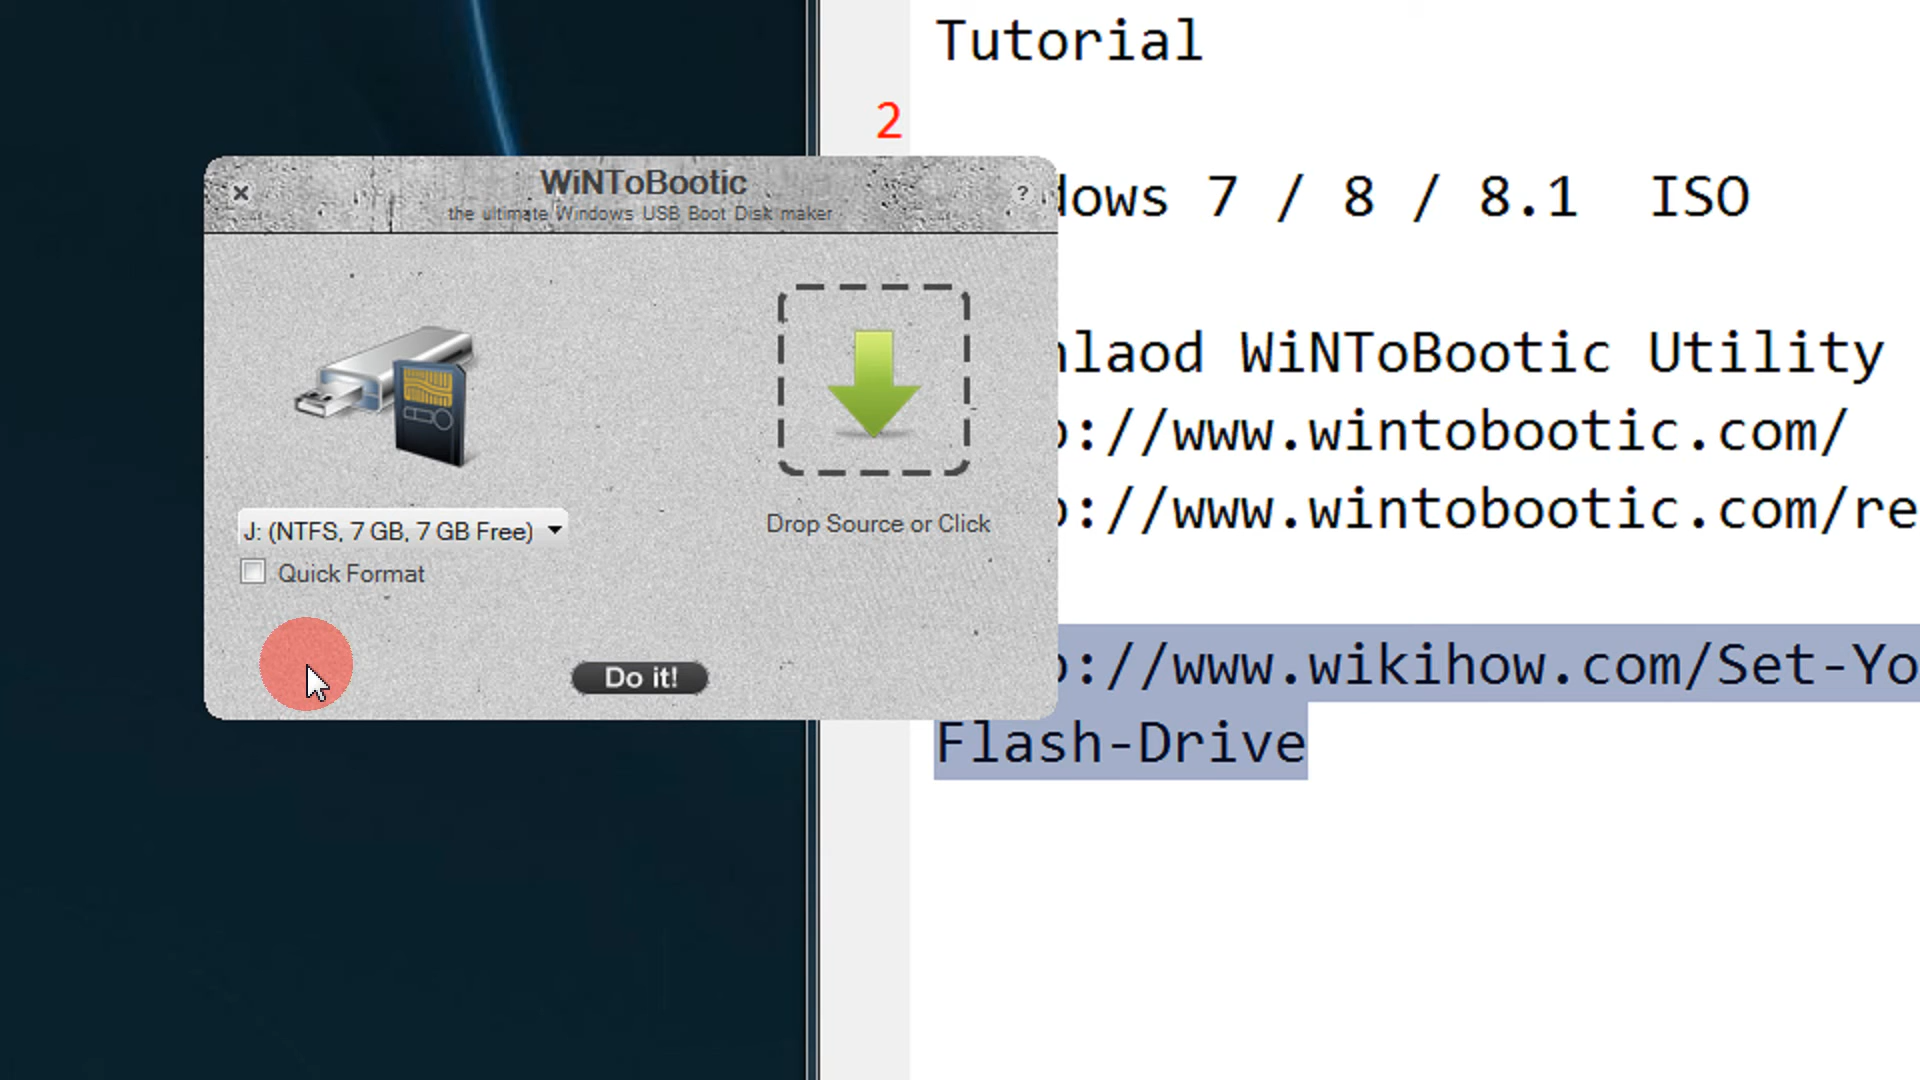 Tutorial
2
WiNToBootic
the ultimate Windows USB Boot Disk maker
?
dows 7 / 8 / 8.1 ISO
nlaod WiNToBootic Utility
p://www.wintobootic.com/
p://www.wintobootic.com/re
J: (NTFS, 7 GB, 7 GB Free)
Drop Source or Click
Quick Format
Do it!
p://www.wikihow.com/Set-Yo
Flash-Drive